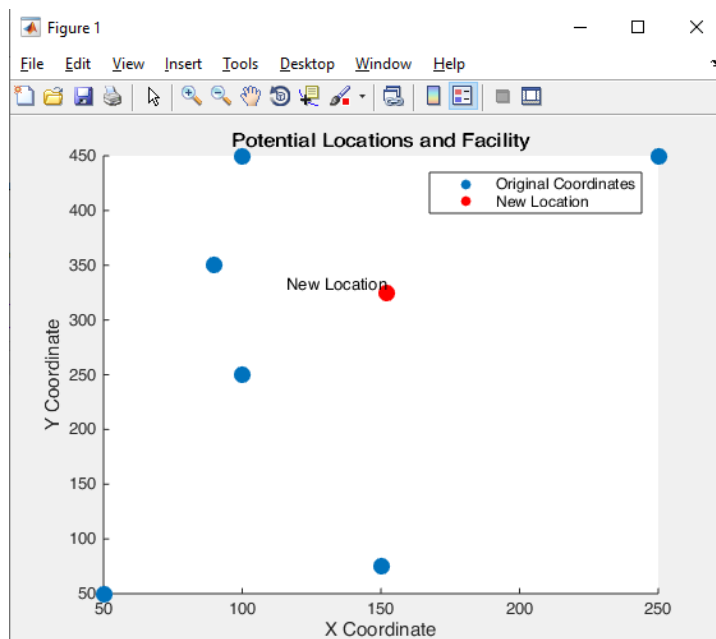 Figure 1
File Edit View Insert Tools Desktop Window Help
Potential Locations and Facility
Original Coordinates
New Location
New Location
Y Coordinate
450
400
350
300
250
200
150
100
50
50 100 150 200 250
X Coordinate